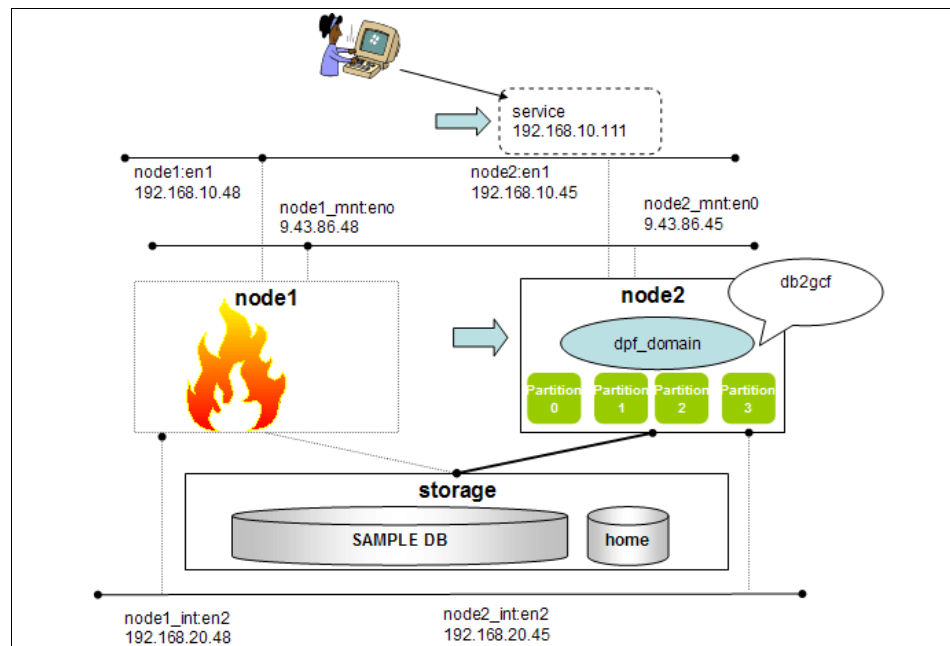 service
192.168.10.111
node1:en1
192.168.10.48
node2:en1
192.168.10.45
node1_mnt:eno
9.43.86.48
node2_mnt:en0
9.43.86.45
node1
node2
db2gcf
dpf_domain
Partition
0
Partition
1
Partition
2
Partition
3
storage
SAMPLE DB
home
node1_int:en2
192.168.20.48
node2_int:en2
192.168.20.45